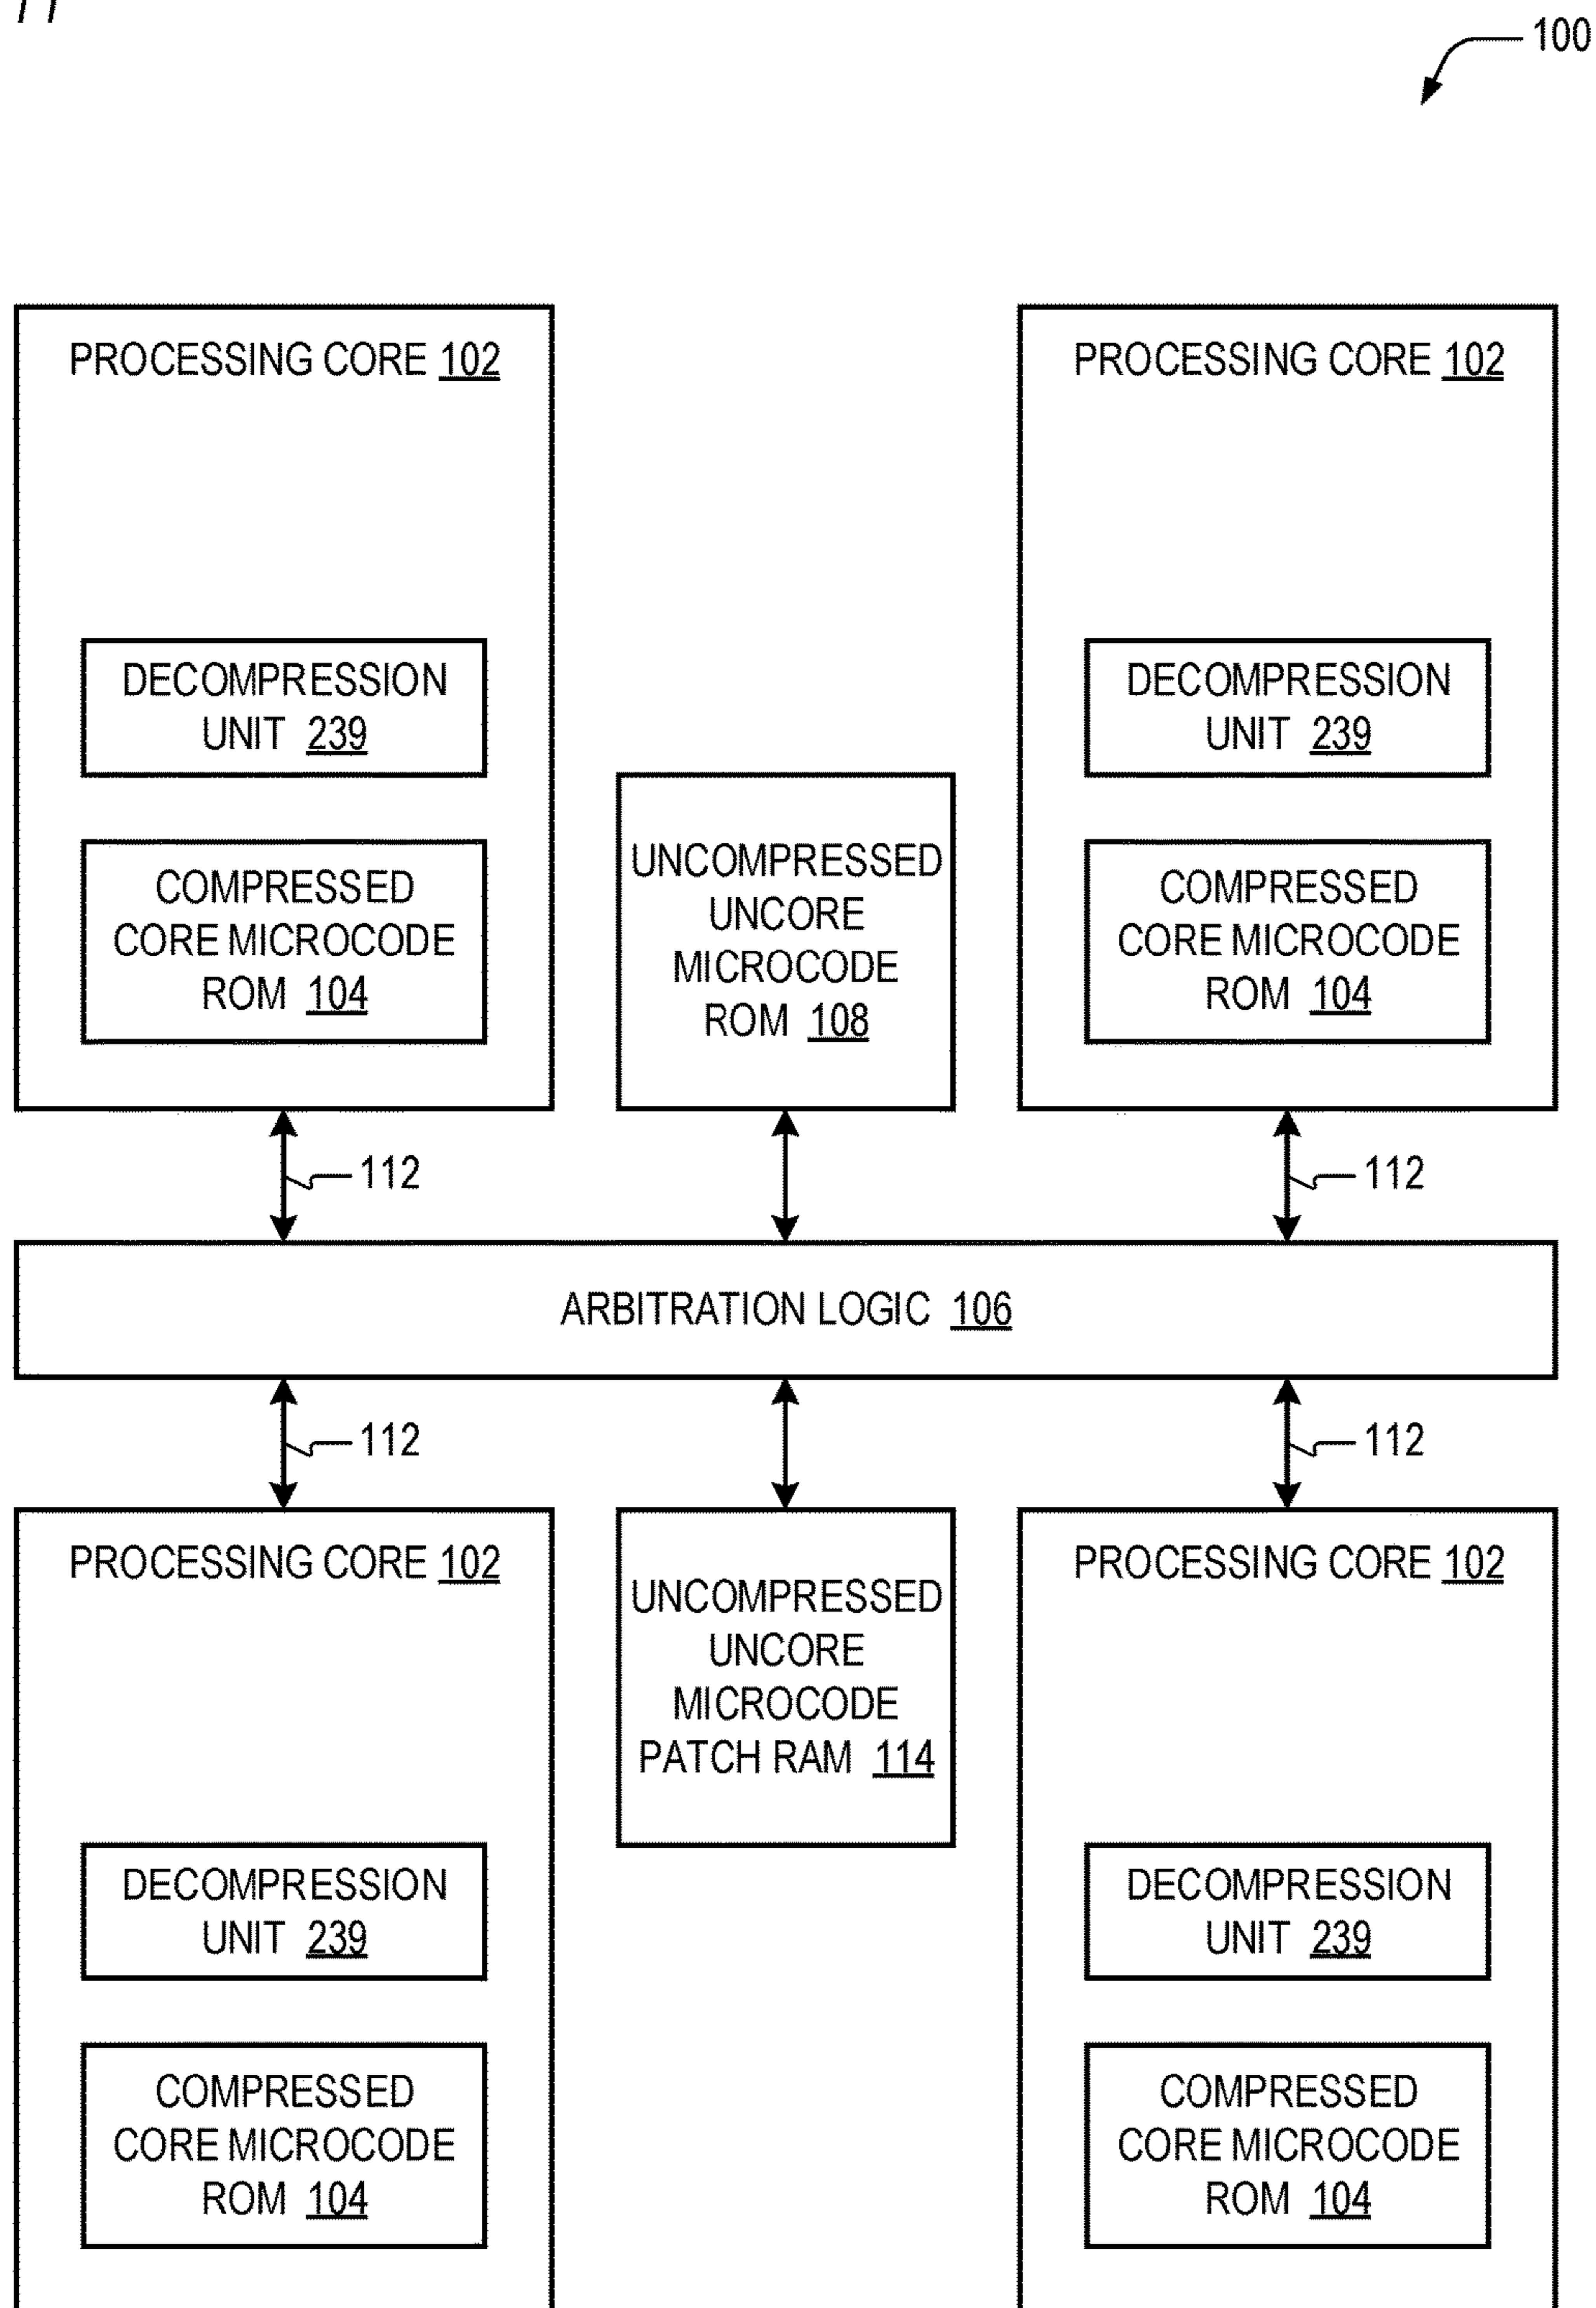 100
PROCESSING CORE 102
PROCESSING CORE 102
DECOMPRESSION
UNIT 239
DECOMPRESSION
UNIT 239
COMPRESSED
CORE MICROCODE
ROM 104
UNCOMPRESSED
UNCORE
MICROCODE
ROM 108
COMPRESSED
CORE MICROCODE
ROM 104
112
112
ARBITRATION LOGIC 106
112
112
PROCESSING CORE 102
UNCOMPRESSED
UNCORE
MICROCODE
PATCH RAM 114
PROCESSING CORE 102
DECOMPRESSION
UNIT 239
DECOMPRESSION
UNIT 239
COMPRESSED
CORE MICROCODE
ROM 104
COMPRESSED
CORE MICROCODE
ROM 104